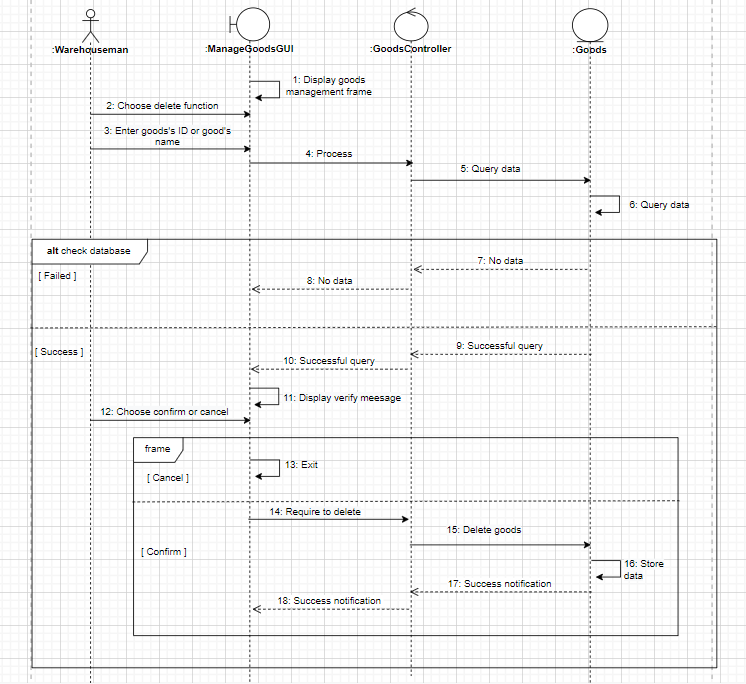 :Warehouseman
:ManageGoodsGUI
:GoodsController
:Goods
1: Display goods
management frame
2: Choose delete function
3: Enter goods's ID or good's
name
4: Process
5: Query data
6: Query data
alt check database
[ Failed ]
7: No data
8: No data
[ Success ]
9: Successful query
10: Successful query
11: Display verify meessage
12: Choose confirm or cancel
frame
13: Exit
[ Cancel ]
14: Require to delete
15: Delete goods
[ Confirm ]
16: Store
data
17: Success notification
18: Success notification